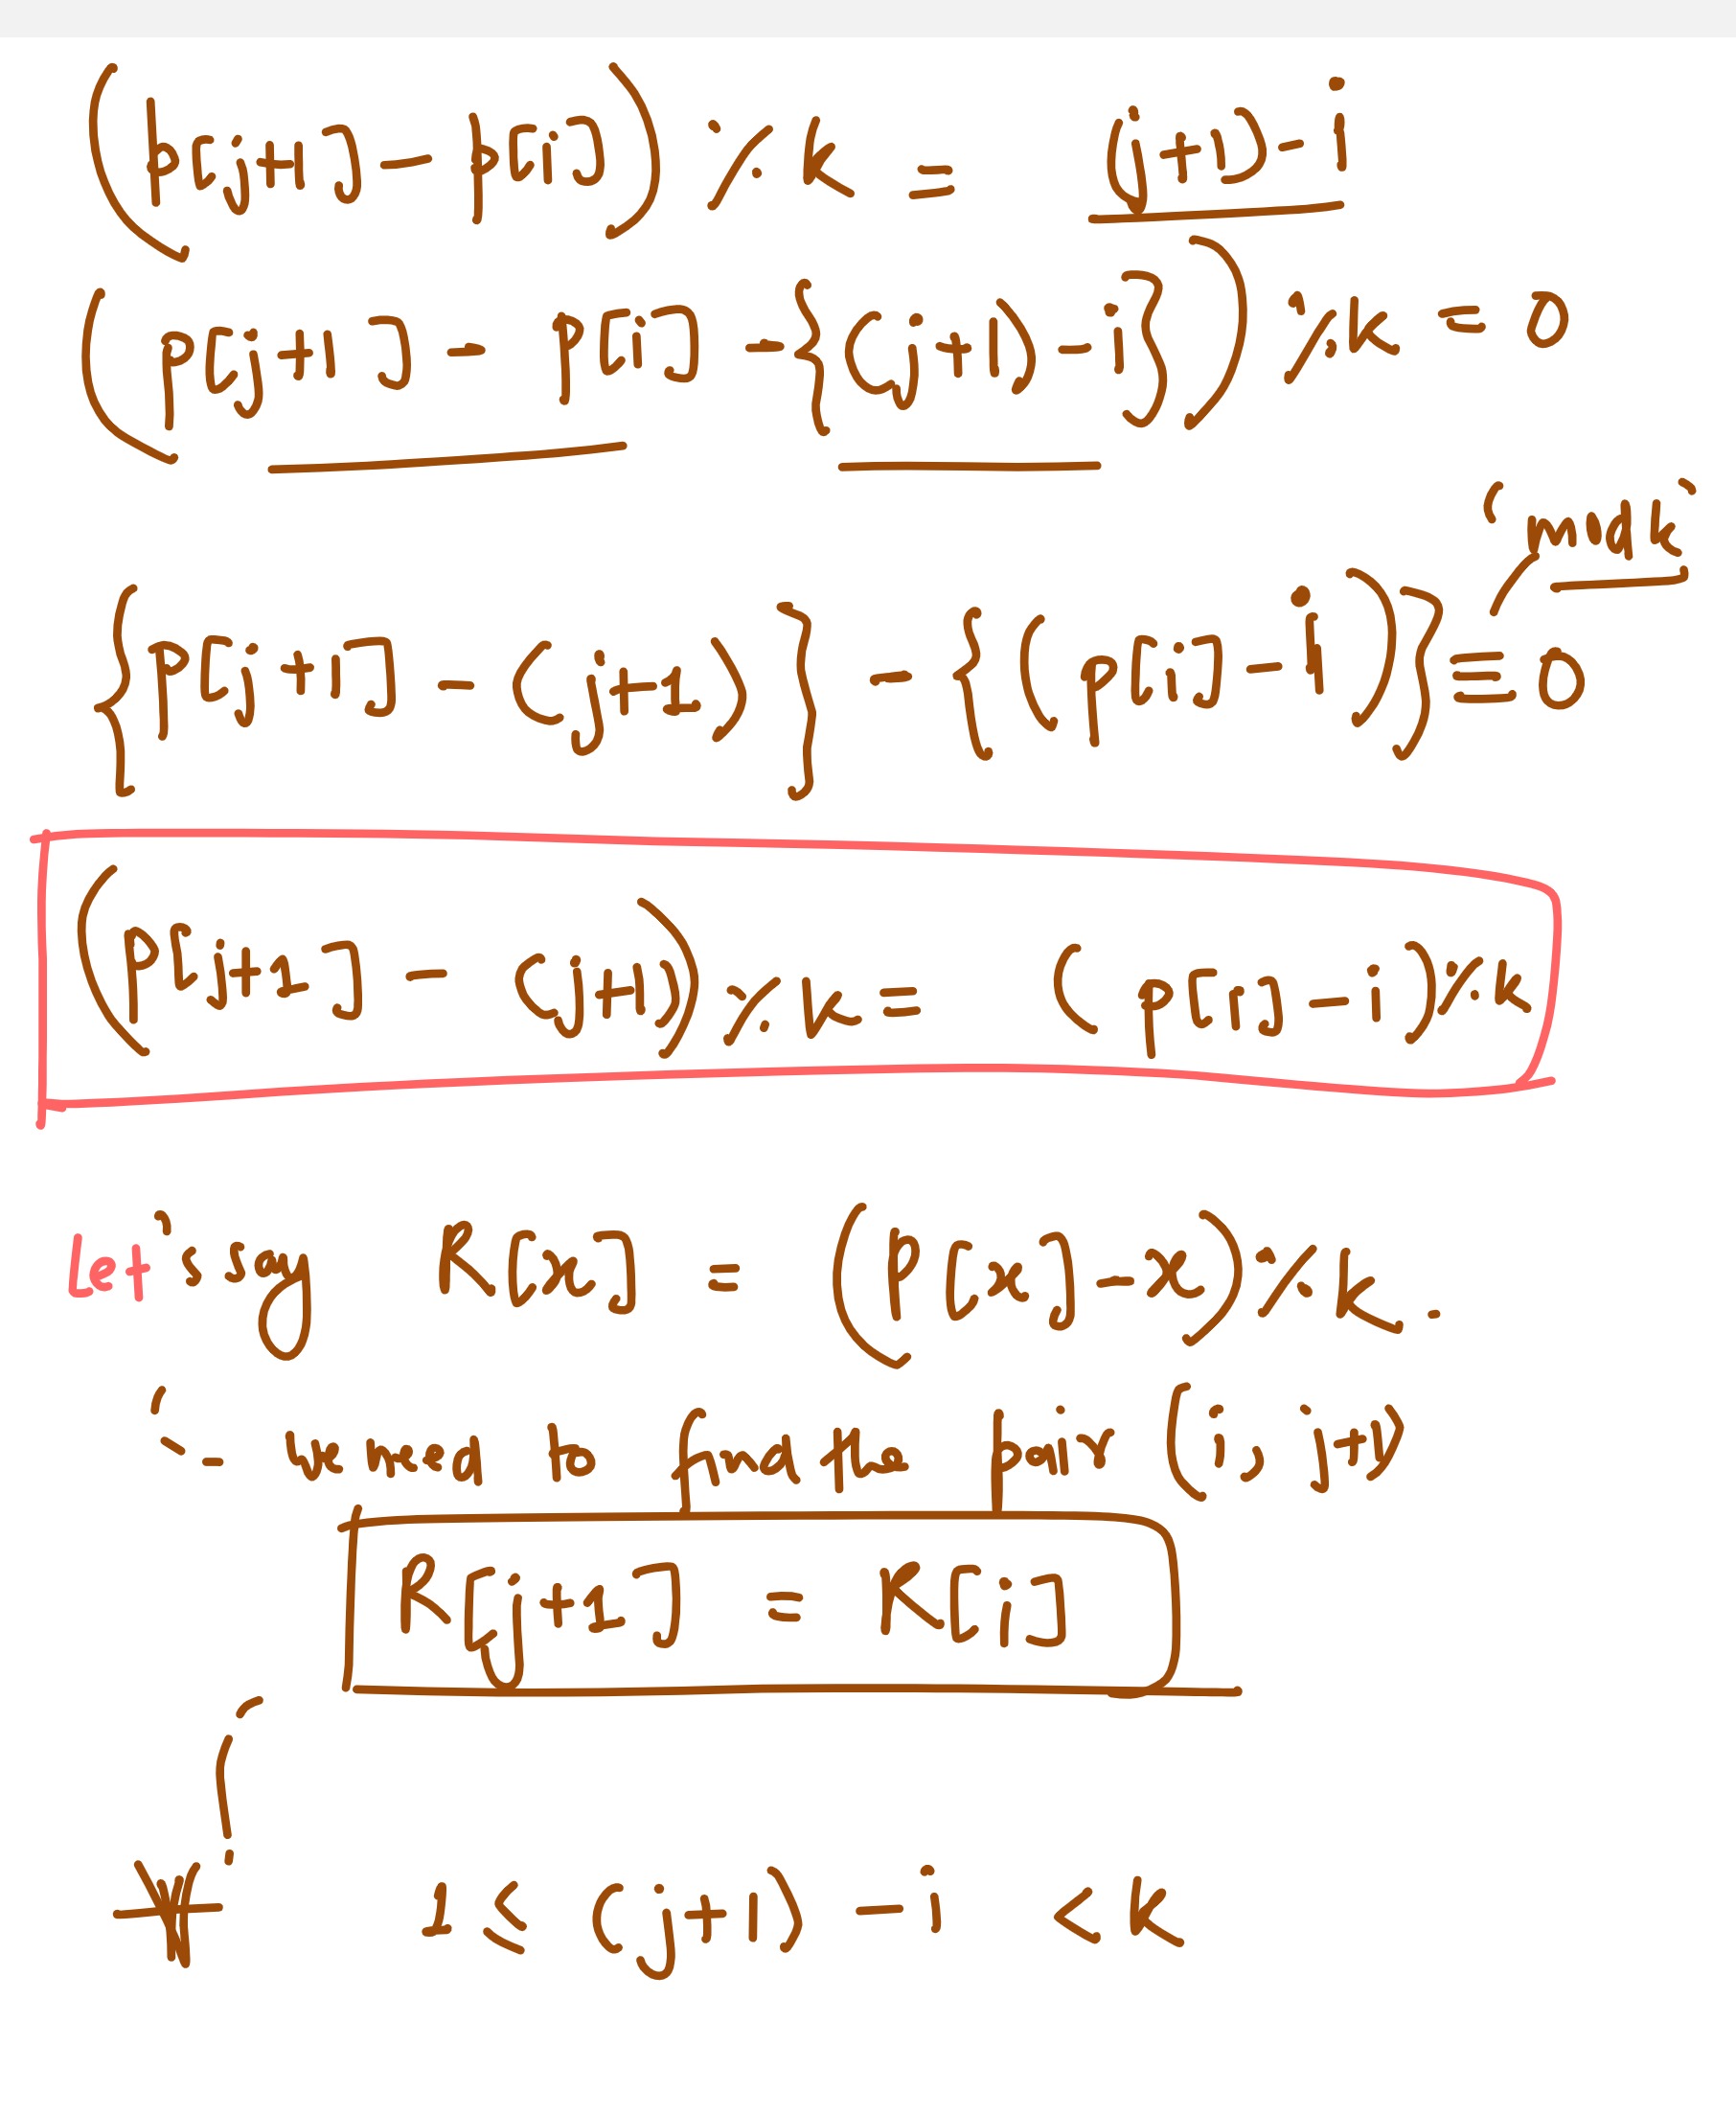 (p[j+1] - p[i]) % k = (j+1) - i
(p[j+1] - p[i] - {(j+1) - i}) % k = 0
'mod k'
{P[j+1] - (j+1)} - {(p[i] - i)} ≡ 0
(p[j+1] - (j+1)) % k = (p[i] - i) % k
Let's say R[x] = (p[x] - x) % k.
:- we need to find the pair (i, j+1)
R[j+1] = R[i]
* 1 ≤ (j+1) - i < k